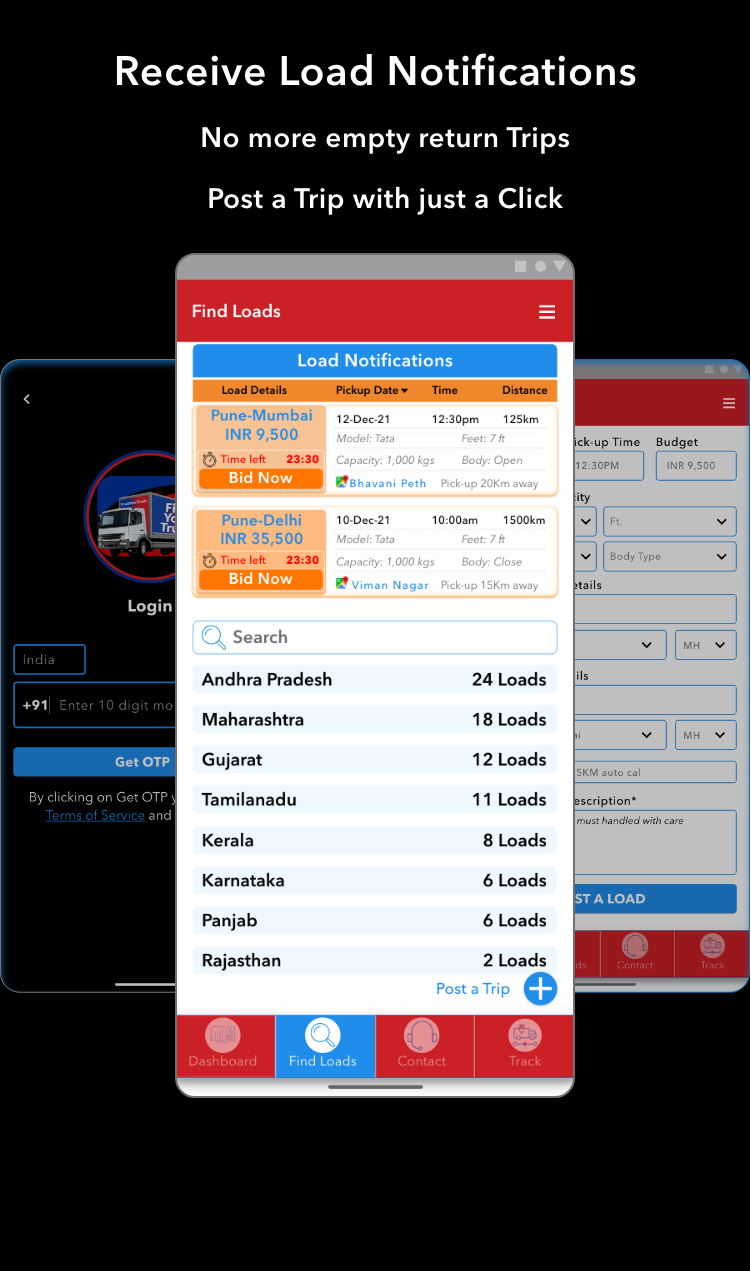 Receive Load Notifications
No more empty return Trips
Post a Trip with just a Click
Find Loads
Load Notifications
Load Details Pickup Date Time Distance
Pune-Mumbai
INR 9,500
Time left 23:30
Bid Now
12-Dec-21 12:30pm 125km
Model: Tata Feet: 7 ft
Capacity: 1,000 kgs Body: Open
Bhavani Peth Pick-up 20Km away
Pune-Delhi
INR 35,500
Time left 23:30
Bid Now
10-Dec-21 10:00am 1500km
Model: Tata Feet: 7 ft
Capacity: 1,000 kgs Body: Close
Viman Nagar Pick-up 15Km away
Search
Andhra Pradesh 24 Loads
Maharashtra 18 Loads
Gujarat 12 Loads
Tamilanadu 11 Loads
Kerala 8 Loads
Karnataka 6 Loads
Panjab 6 Loads
Rajasthan 2 Loads
Post a Trip
Dashboard Find Loads Contact Track
Login
India
+91 Enter 10 digit mo
Get OTP
By clicking on Get OTP y
Terms of Service and
ick-up Time Budget
12:30PM INR 9,500
ity
Ft.
Body Type
etails
MH
ils
ai MH
5KM auto cal
escription*
must handled with care
ST A LOAD
ds Contact Track